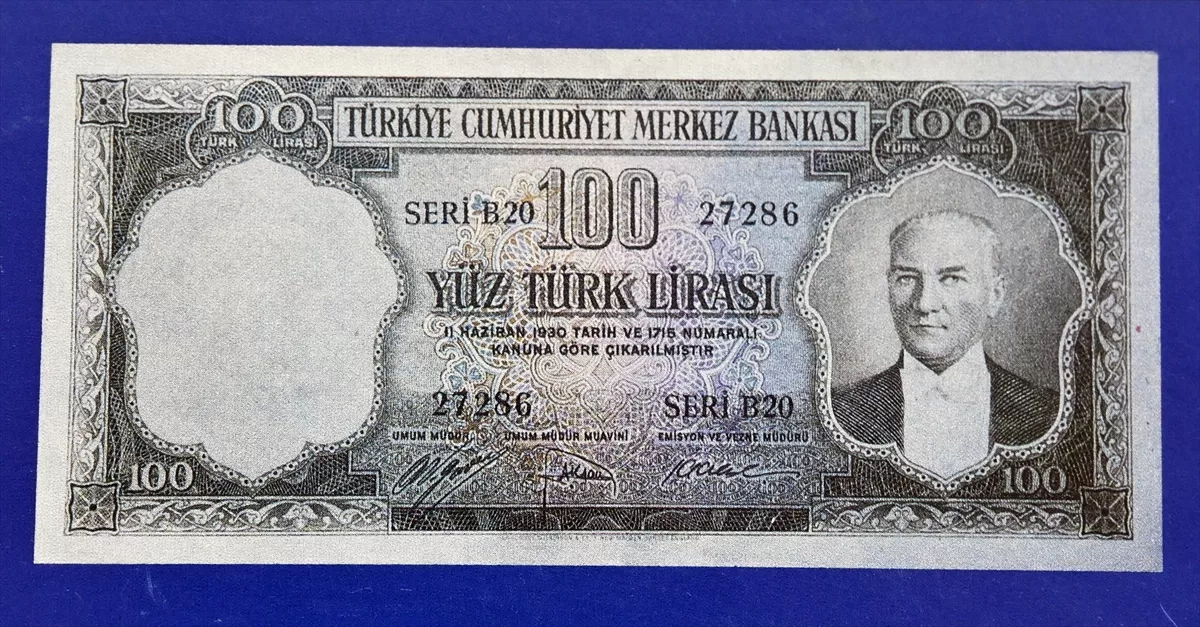 100 TÜRKİYE CUMHURİYET MERKEZ BANKASI 100
TÜRK LİRASI TÜRK LİRASI
SERİ B20 100 27286
YÜZ TÜRK LİRASI
11 HAZİRAN 1930 TARİH VE 1715 NUMARALI
KANUNA GÖRE ÇIKARILMIŞTIR
27286 SERİ B20
UMUM MÜDÜR UMUM MÜDÜR MUAVİNİ EMİSYON VE VEZNE MÜDÜRÜ
100 100